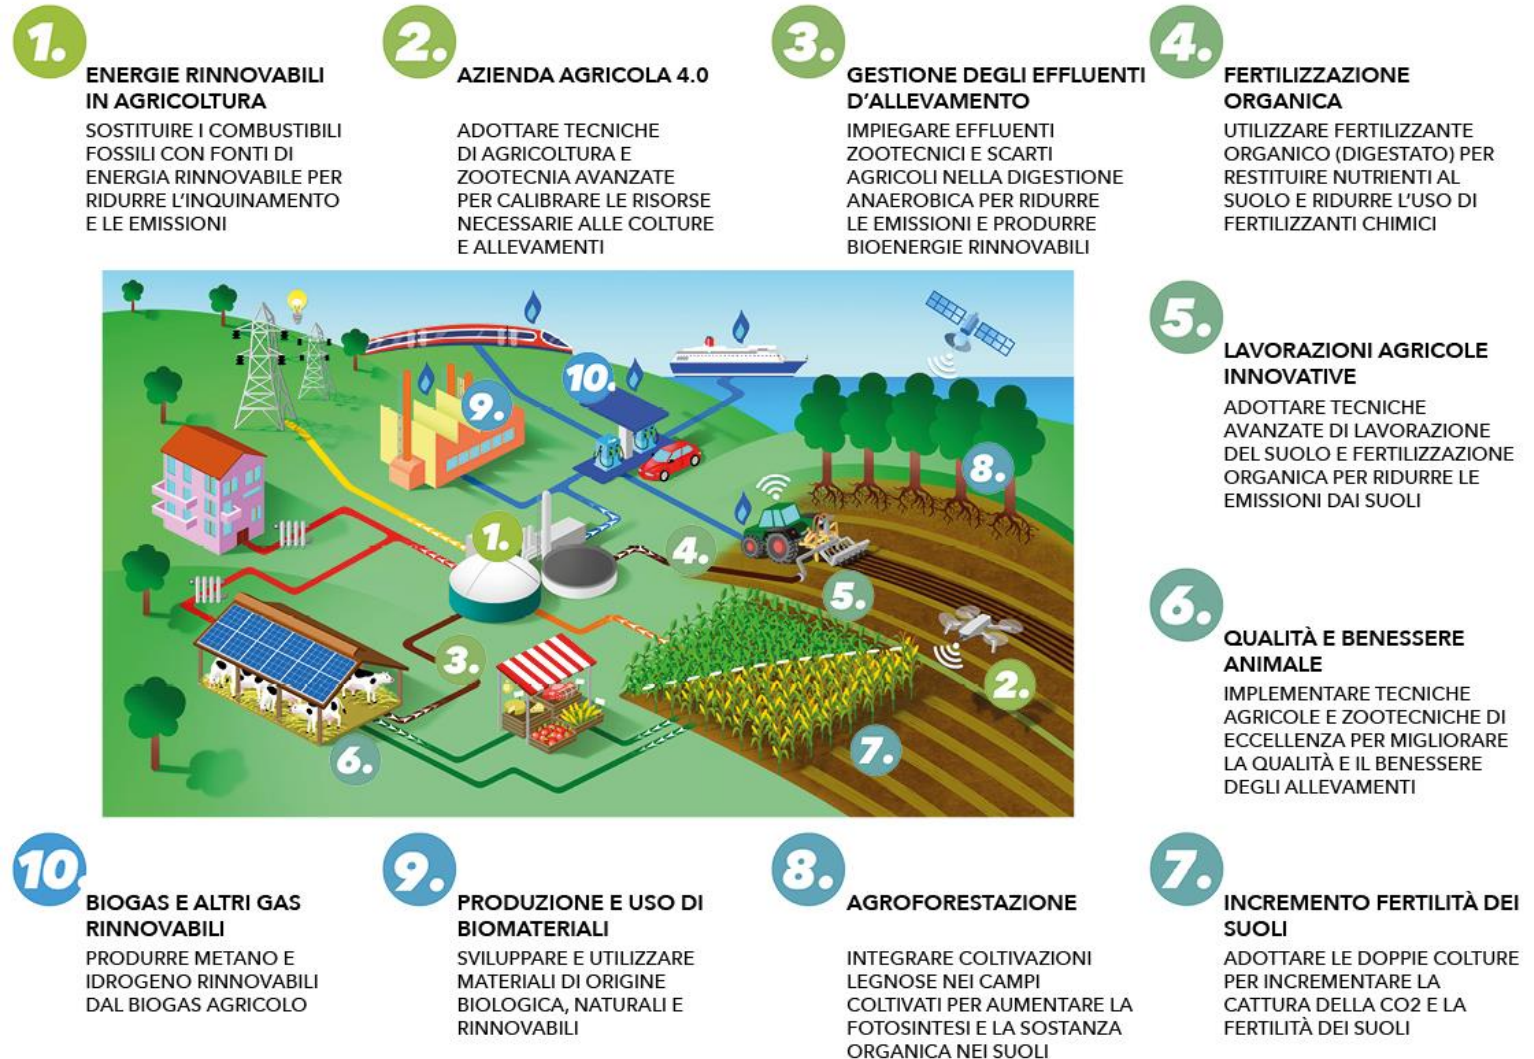 1.
ENERGIE RINNOVABILI
IN AGRICOLTURA
SOSTITUIRE I COMBUSTIBILI
FOSSILI CON FONTI DI
ENERGIA RINNOVABILE PER
RIDURRE L'INQUINAMENTO
E LE EMISSIONI
2.
AZIENDA AGRICOLA 4.0
ADOTTARE TECNICHE
DI AGRICOLTURA E
ZOOTECNIA AVANZATE
PER CALIBRARE LE RISORSE
NECESSARIE ALLE COLTURE
E ALLEVAMENTI
3.
GESTIONE DEGLI EFFLUENTI
D'ALLEVAMENTO
IMPIEGARE EFFLUENTI
ZOOTECNICI E SCARTI
AGRICOLI NELLA DIGESTIONE
ANAEROBICA PER RIDURRE
LE EMISSIONI E PRODURRE
BIOENERGIE RINNOVABILI
4.
FERTILIZZAZIONE
ORGANICA
UTILIZZARE FERTILIZZANTE
ORGANICO (DIGESTATO) PER
RESTITUIRE NUTRIENTI AL
SUOLO E RIDURRE L'USO DI
FERTILIZZANTI CHIMICI
5.
LAVORAZIONI AGRICOLE
INNOVATIVE
ADOTTARE TECNICHE
AVANZATE DI LAVORAZIONE
DEL SUOLO E FERTILIZZAZIONE
ORGANICA PER RIDURRE LE
EMISSIONI DAI SUOLI
6.
QUALITÀ E BENESSERE
ANIMALE
IMPLEMENTARE TECNICHE
AGRICOLE E ZOOTECNICHE DI
ECCELLENZA PER MIGLIORARE
LA QUALITÀ E IL BENESSERE
DEGLI ALLEVAMENTI
10.
9.
8.
1.
4.
5.
3.
2.
6.
7.
10.
BIOGAS E ALTRI GAS
RINNOVABILI
PRODURRE METANO E
IDROGENO RINNOVABILI
DAL BIOGAS AGRICOLO
9.
PRODUZIONE E USO DI
BIOMATERIALI
SVILUPPARE E UTILIZZARE
MATERIALI DI ORIGINE
BIOLOGICA, NATURALI E
RINNOVABILI
8.
AGROFORESTAZIONE
INTEGRARE COLTIVAZIONI
LEGNOSE NEI CAMPI
COLTIVATI PER AUMENTARE LA
FOTOSINTESI E LA SOSTANZA
ORGANICA NEI SUOLI
7.
INCREMENTO FERTILITÀ DEI
SUOLI
ADOTTARE LE DOPPIE COLTURE
PER INCREMENTARE LA
CATTURA DELLA CO2 E LA
FERTILITÀ DEI SUOLI